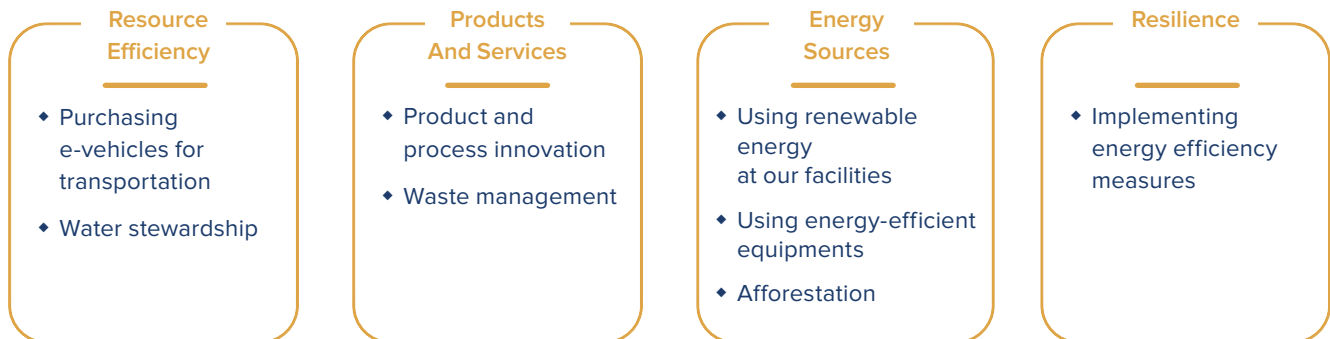 Resource
Efficiency
Purchasing
e-vehicles for
transportation
Water stewardship
Products
And Services
Product and
process innovation
Waste management
Energy
Sources
Using renewable
energy
at our facilities
Using energy-efficient
equipments
Afforestation
Resilience
Implementing
energy efficiency
measures